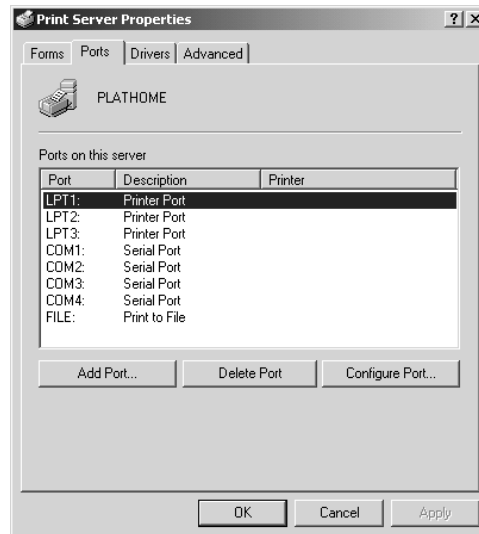 Print Server Properties
Forms Ports Drivers Advanced
PLATHOME
Ports on this server
Port Description Printer
LPT1: Printer Port
LPT2: Printer Port
LPT3: Printer Port
COM1: Serial Port
COM2: Serial Port
COM3: Serial Port
COM4: Serial Port
FILE: Print to File
Add Port... Delete Port Configure Port...
OK Cancel Apply